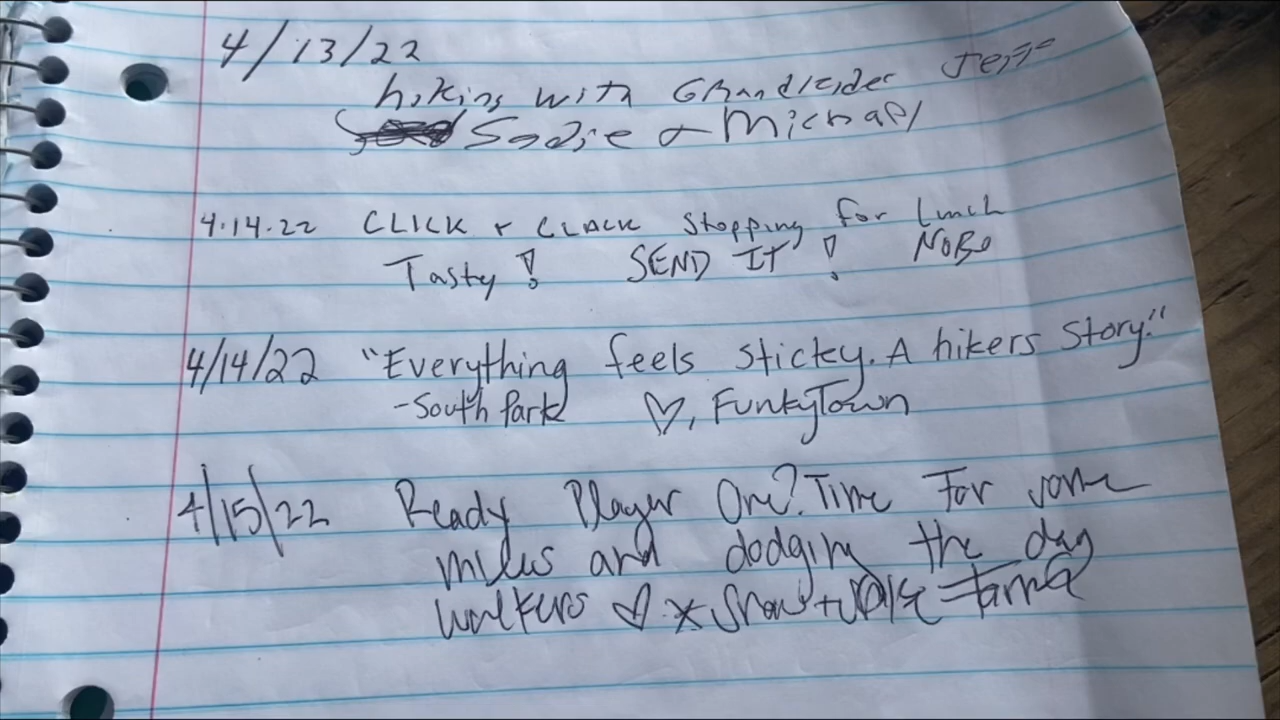 4/13/22
hiking with Grandkider Jeff
Sadie & Michael
4.14.22 CLICK & CLACK Stopping for lunch
Tasty! SEND IT! NOBO
4/14/22 "Everything feels sticky. A hikers Story."
-South Park ♡, FunkyTown
4/15/22 Ready Player One? Time For some
miles and dodging the day
walkers ♡ *